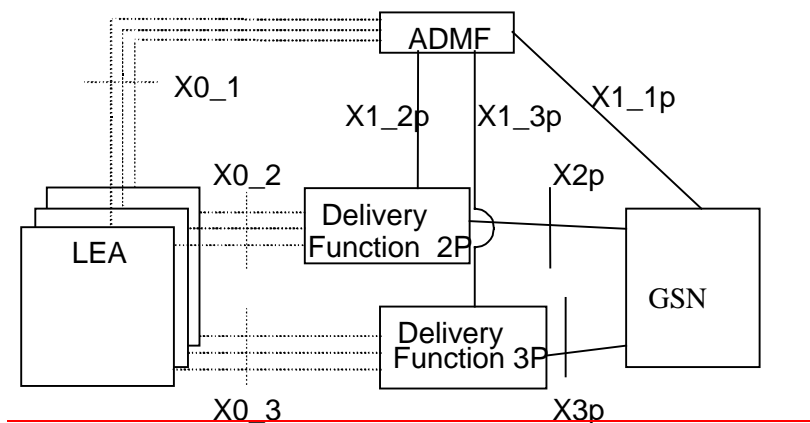 ADMF
X0_1
X1_2p
X1_3p
X1_1p
X0_2
X2p
LEA
Delivery
Function 2P
GSN
Delivery
Function 3P
X0_3
X3p